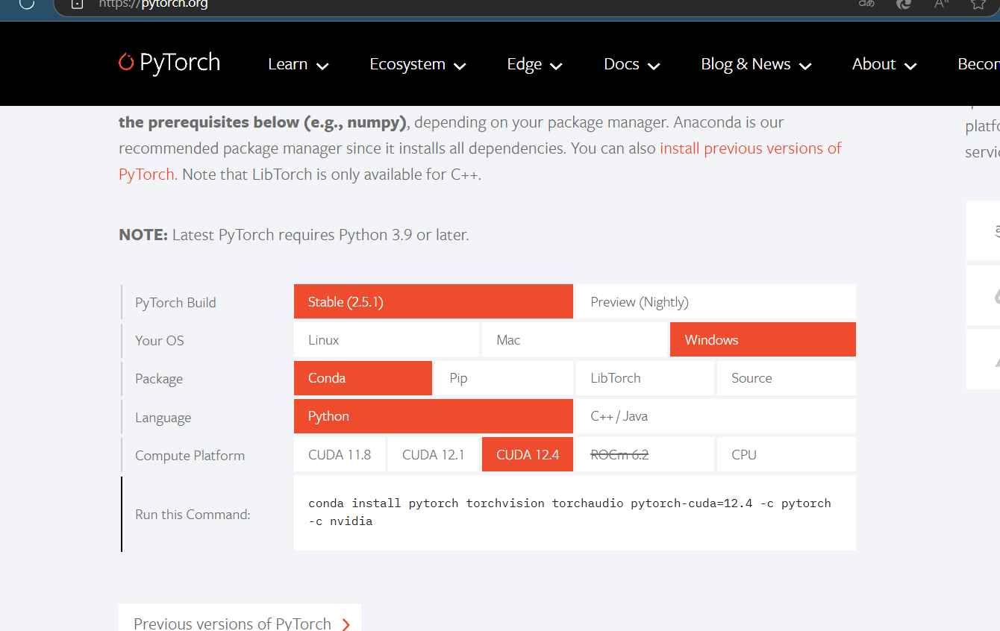 https://pytorch.org
PyTorch Learn Ecosystem Edge Docs Blog & News About
the prerequisites below (e.g., numpy), depending on your package manager. Anaconda is our
recommended package manager since it installs all dependencies. You can also install previous versions of
PyTorch. Note that LibTorch is only available for C++.
NOTE: Latest PyTorch requires Python 3.9 or later.
PyTorch Build Stable (2.5.1) Preview (Nightly)
Your OS Linux Mac Windows
Package Conda Pip LibTorch Source
Language Python C++ / Java
Compute Platform CUDA 11.8 CUDA 12.1 CUDA 12.4 ROCm 6.2 CPU
Run this Command: conda install pytorch torchvision torchaudio pytorch-cuda=12.4 -c pytorch
-c nvidia
Previous versions of PyTorch